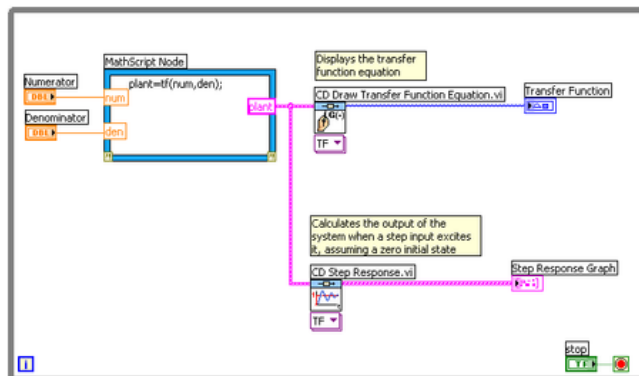 MathScript Node
plant=tf(num,den);
Numerator
DBL
num
Denominator
DBL
den
plant
Displays the transfer
function equation
CD Draw Transfer Function Equation.vi
G(-)
TF
Transfer Function
Calculates the output of the
system when a step input excites
it, assuming a zero initial state
CD Step Response.vi
TF
Step Response Graph
i
stop
TF